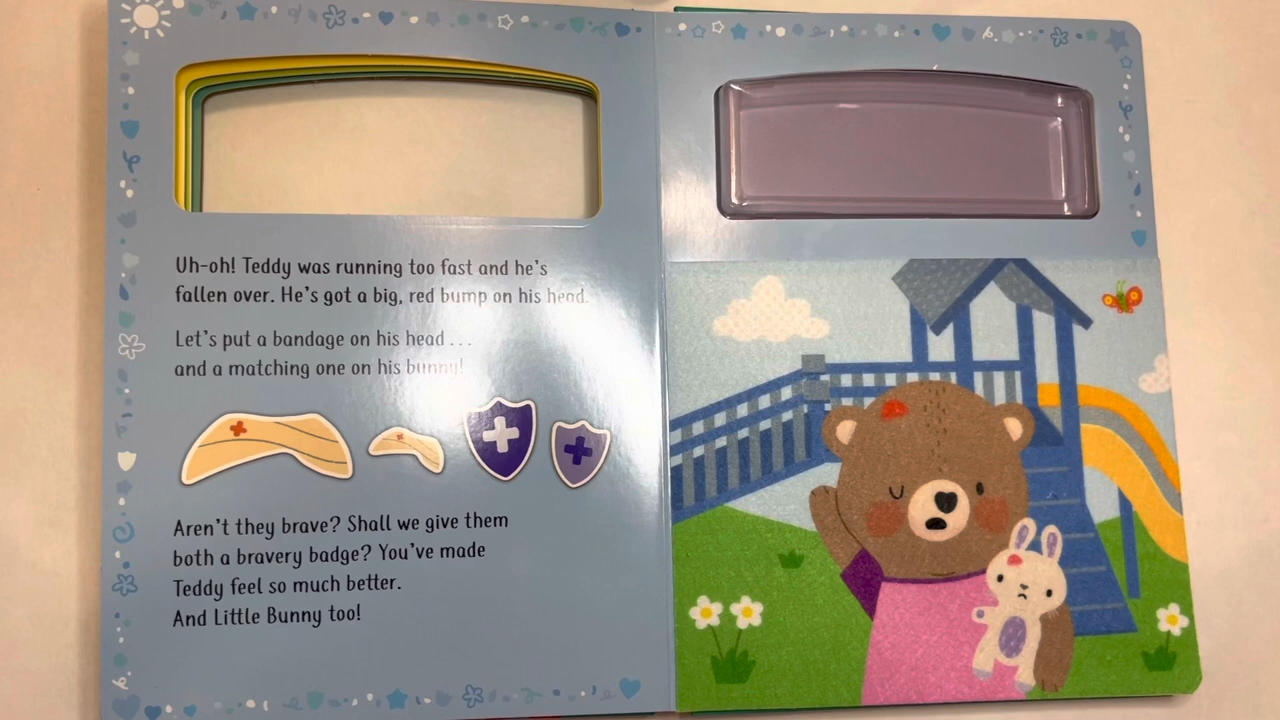 Uh-oh! Teddy was running too fast and he's
fallen over. He's got a big, red bump on his head.
Let's put a bandage on his head ...
and a matching one on his bunny!
Aren't they brave? Shall we give them
both a bravery badge? You've made
Teddy feel so much better.
And Little Bunny too!